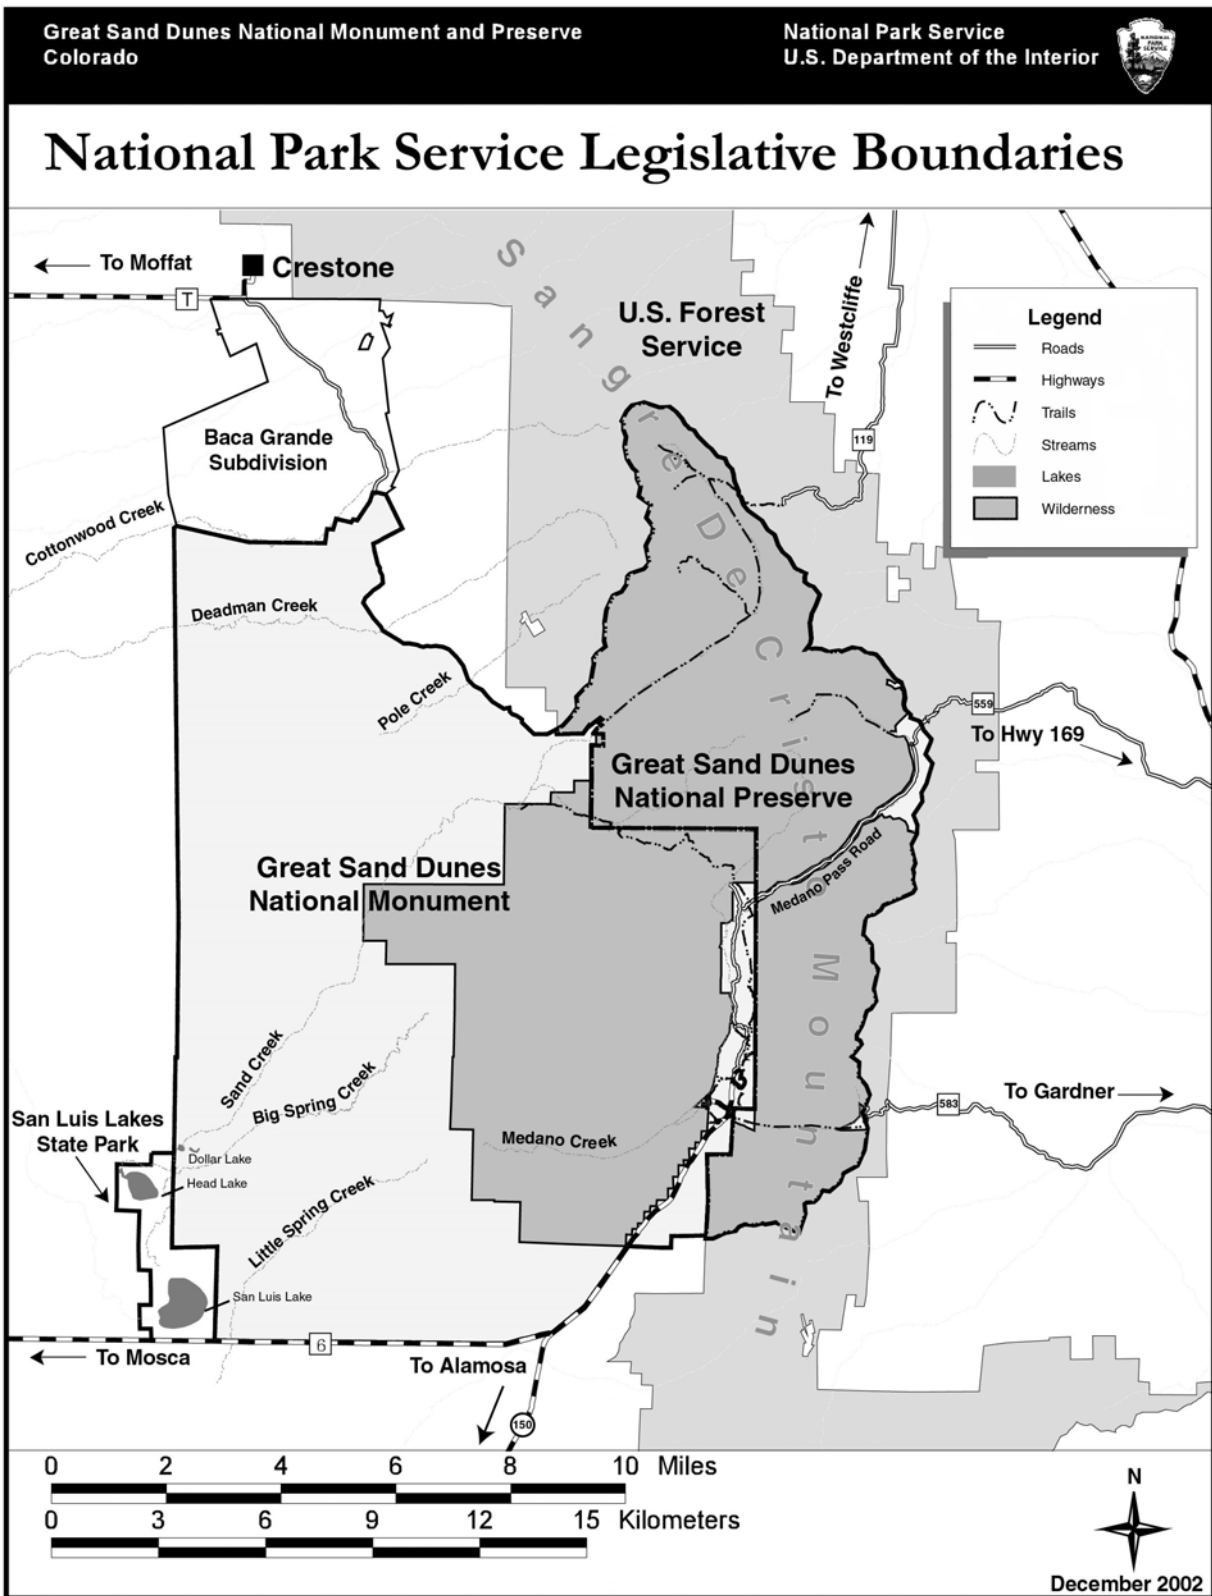 Great Sand Dunes National Monument and Preserve
Colorado
National Park Service
U.S. Department of the Interior
NATIONAL
PARK
SERVICE
National Park Service Legislative Boundaries
To Moffat
Crestone
T
Sangre De Cristo Mountain
U.S. Forest
Service
To Westcliffe
119
Legend
Roads
Highways
Trails
Streams
Lakes
Wilderness
Baca Grande
Subdivision
Cottonwood Creek
Deadman Creek
Pole Creek
559
To Hwy 169
Great Sand Dunes
National Preserve
Great Sand Dunes
National Monument
Medano Pass Road
Sand Creek
Big Spring Creek
Medano Creek
Little Spring Creek
To Gardner
583
San Luis Lakes
State Park
Dollar Lake
Head Lake
San Luis Lake
6
To Mosca
To Alamosa
150
0 2 4 6 8 10 Miles
0 3 6 9 12 15 Kilometers
N
December 2002